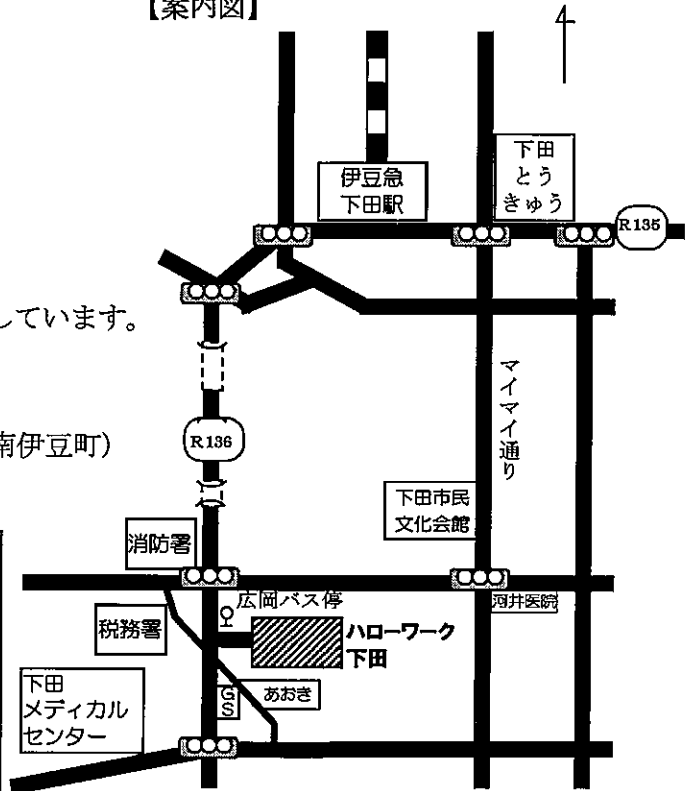 【案内図】
伊豆急
下田駅
下田
とう
きゅう
R135
しています。
マイマイ通り
R136
南伊豆町）
下田市民
文化会館
消防署
広岡バス停
河井医院
税務署
ハローワーク
下田
下田
メディカル
センター
GS
あおき